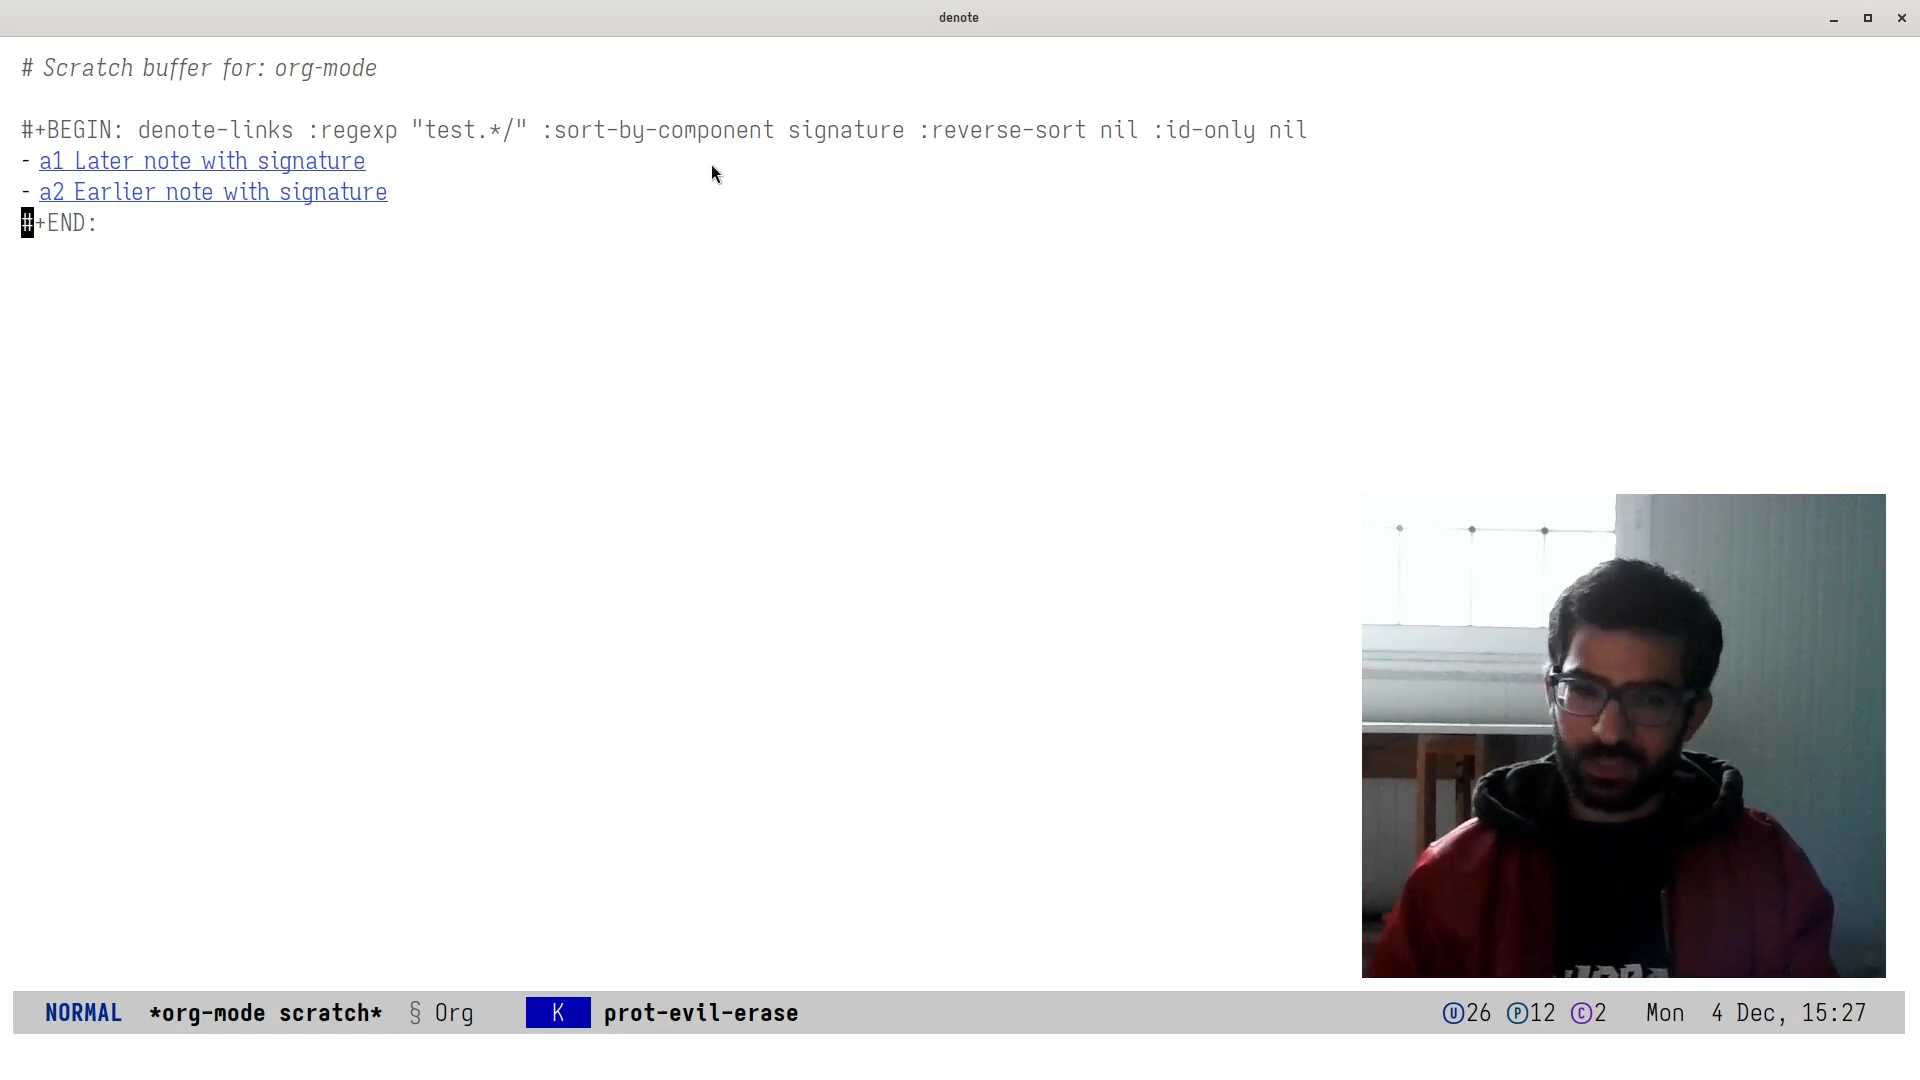 denote
# Scratch buffer for: org-mode
#+BEGIN: denote-links :regexp "test.*/" :sort-by-component signature :reverse-sort nil :id-only nil
- a1 Later note with signature
- a2 Earlier note with signature
#+END:
NORMAL *org-mode scratch* § Org K prot-evil-erase U26 P12 C2 Mon 4 Dec, 15:27